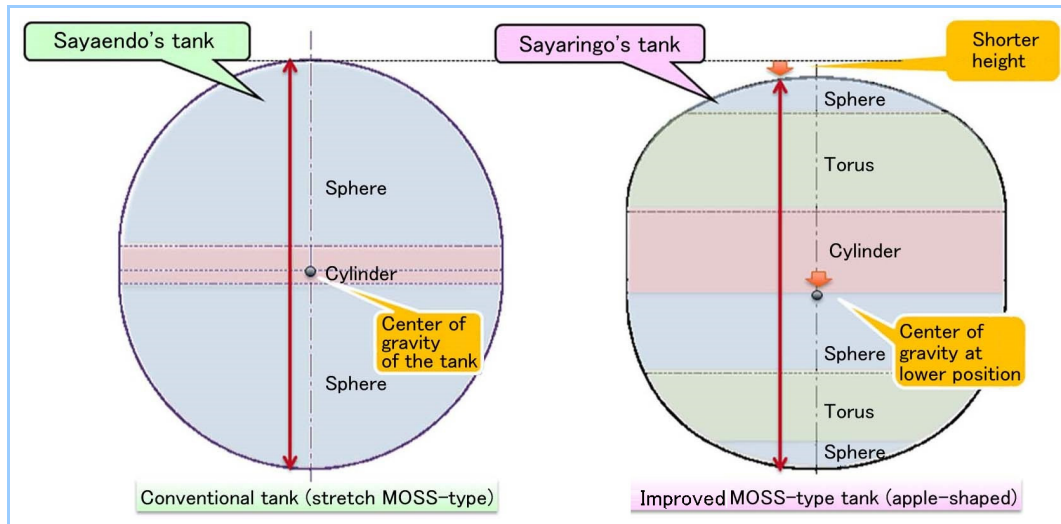 Sayaendo's tank
Sphere
Cylinder
Center of
gravity
of the tank
Sphere
Conventional tank (stretch MOSS-type)
Sayaringo's tank
Shorter
height
Sphere
Torus
Cylinder
Center of
gravity at
lower position
Sphere
Torus
Sphere
Improved MOSS-type tank (apple-shaped)